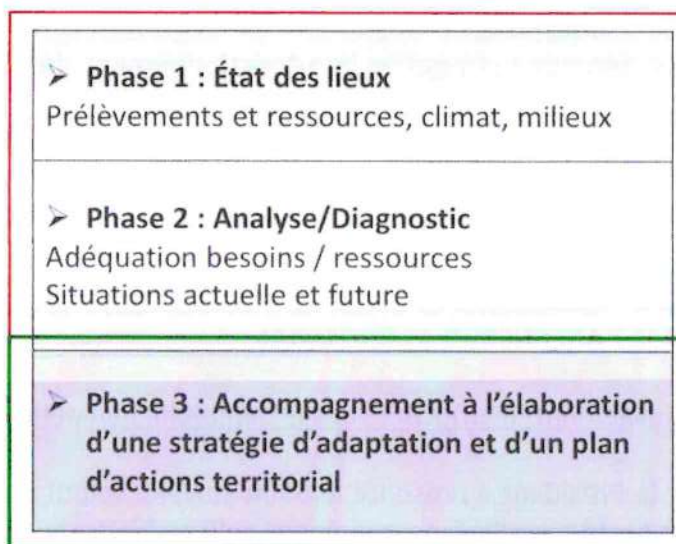 ➤ Phase 1 : État des lieux
Prélèvements et ressources, climat, milieux
➤ Phase 2 : Analyse/Diagnostic
Adéquation besoins / ressources
Situations actuelle et future
➤ Phase 3 : Accompagnement à l'élaboration
d'une stratégie d'adaptation et d'un plan
d'actions territorial